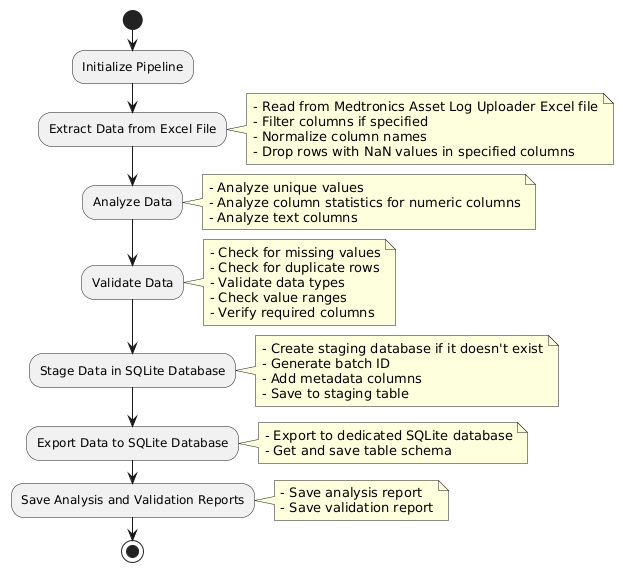 Initialize Pipeline
Extract Data from Excel File
- Read from Medtronics Asset Log Uploader Excel file
- Filter columns if specified
- Normalize column names
- Drop rows with NaN values in specified columns
Analyze Data
- Analyze unique values
- Analyze column statistics for numeric columns
- Analyze text columns
Validate Data
- Check for missing values
- Check for duplicate rows
- Validate data types
- Check value ranges
- Verify required columns
Stage Data in SQLite Database
- Create staging database if it doesn't exist
- Generate batch ID
- Add metadata columns
- Save to staging table
Export Data to SQLite Database
- Export to dedicated SQLite database
- Get and save table schema
Save Analysis and Validation Reports
- Save analysis report
- Save validation report